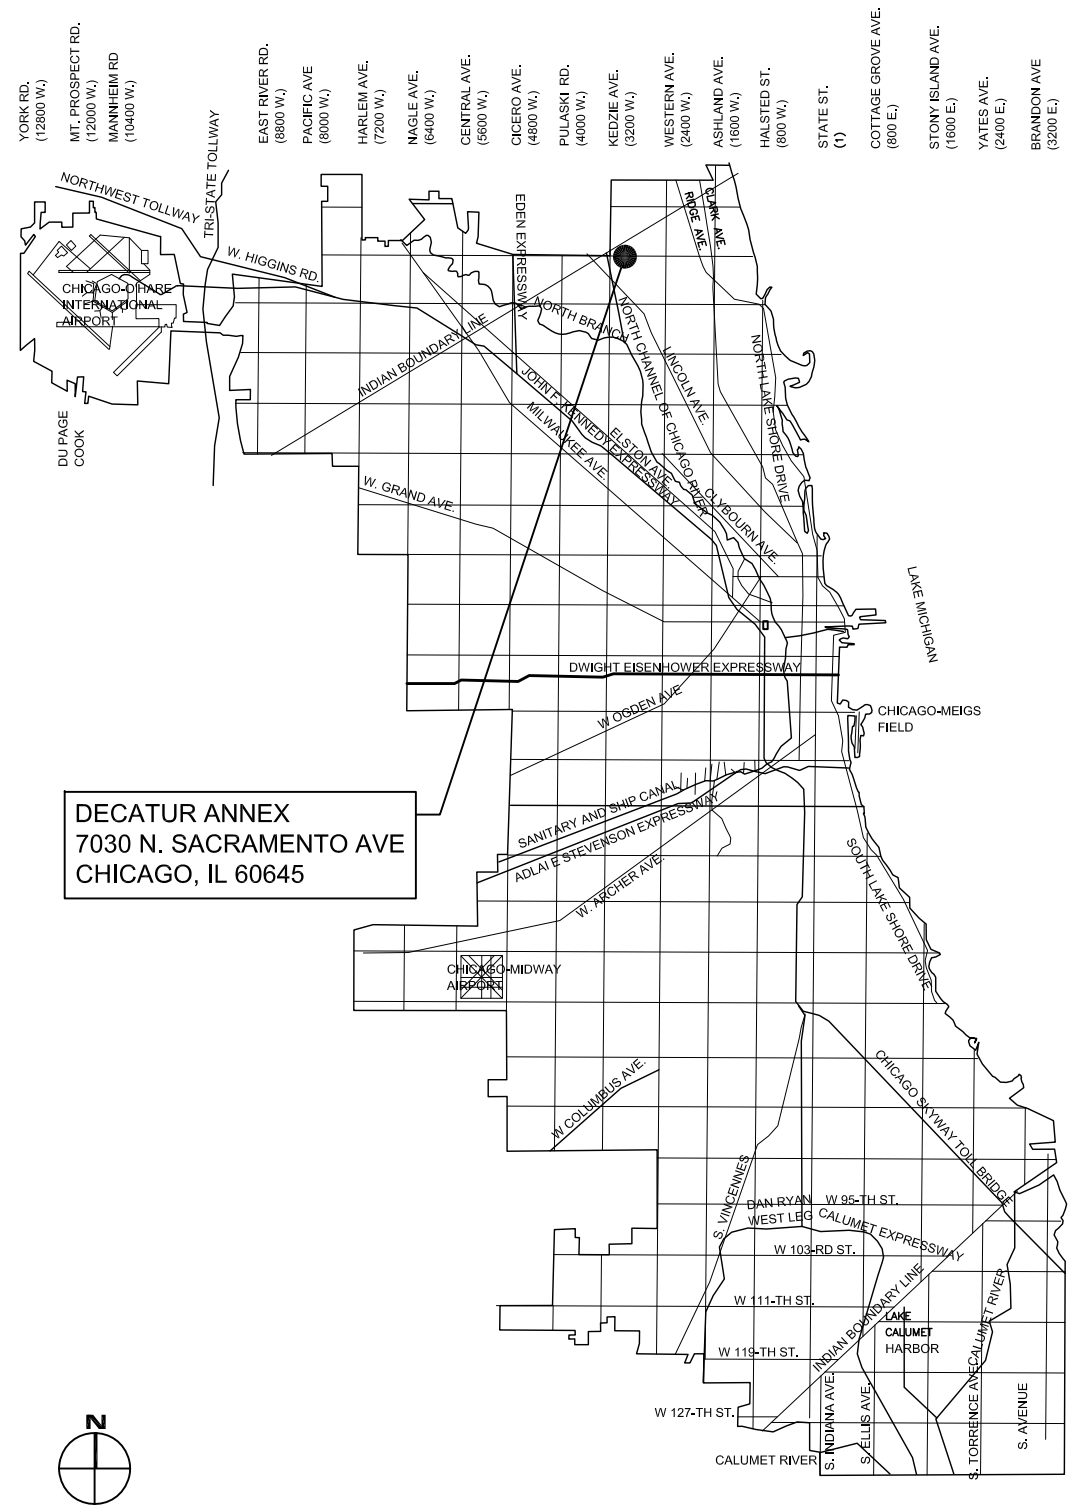 YORK RD.
(12800 W.)
MT. PROSPECT RD.
(12000 W.)
MANNHEIM RD
(10400 W.)
EAST RIVER RD.
(8800 W.)
PACIFIC AVE
(8000 W.)
HARLEM AVE.
(7200 W.)
NAGLE AVE.
(6400 W.)
CENTRAL AVE.
(5600 W.)
CICERO AVE.
(4800 W.)
PULASKI RD.
(4000 W.)
KEDZIE AVE.
(3200 W.)
WESTERN AVE.
(2400 W.)
ASHLAND AVE.
(1600 W.)
HALSTED ST.
(800 W.)
STATE ST.
(1)
COTTAGE GROVE AVE.
(800 E.)
STONY ISLAND AVE.
(1600 E.)
YATES AVE.
(2400 E.)
BRANDON AVE
(3200 E.)
NORTHWEST TOLLWAY
TRI-STATE TOLLWAY
W. HIGGINS RD.
CHICAGO-O'HARE
INTERNATIONAL
AIRPORT
DU PAGE
COOK
EDEN EXPRESSWAY
RIDGE AVE.
CLARK AVE.
INDIAN BOUNDARY LINE
NORTH BRANCH
NORTH CHANNEL OF CHICAGO RIVER
LINCOLN AVE.
NORTH LAKE SHORE DRIVE
JOHN F. KENNEDY EXPRESSWAY
ELSTON AVE.
MILWAUKEE AVE.
CLYBOURN AVE.
W. GRAND AVE.
LAKE MICHIGAN
DWIGHT EISENHOWER EXPRESSWAY
W OGDEN AVE
CHICAGO-MEIGS
FIELD
DECATUR ANNEX
7030 N. SACRAMENTO AVE
CHICAGO, IL 60645
SANITARY AND SHIP CANAL
ADLAI E STEVENSON EXPRESSWAY
W. ARCHER AVE.
SOUTH LAKE SHORE DRIVE
CHICAGO-MIDWAY
AIRPORT
W COLUMBUS AVE.
CHICAGO SKYWAY TOLL BRIDGE
S. VINCENNES
DAN RYAN
WEST LEG
W 95-TH ST.
CALUMET EXPRESSWAY
W 103-RD ST.
W 111-TH ST.
INDIAN BOUNDARY LINE
LAKE
CALUMET
HARBOR
CALUMET RIVER
W 119-TH ST.
W 127-TH ST.
S. INDIANA AVE.
S. ELLIS AVE.
S. TORRENCE AVE.
S. AVENUE
CALUMET RIVER
N